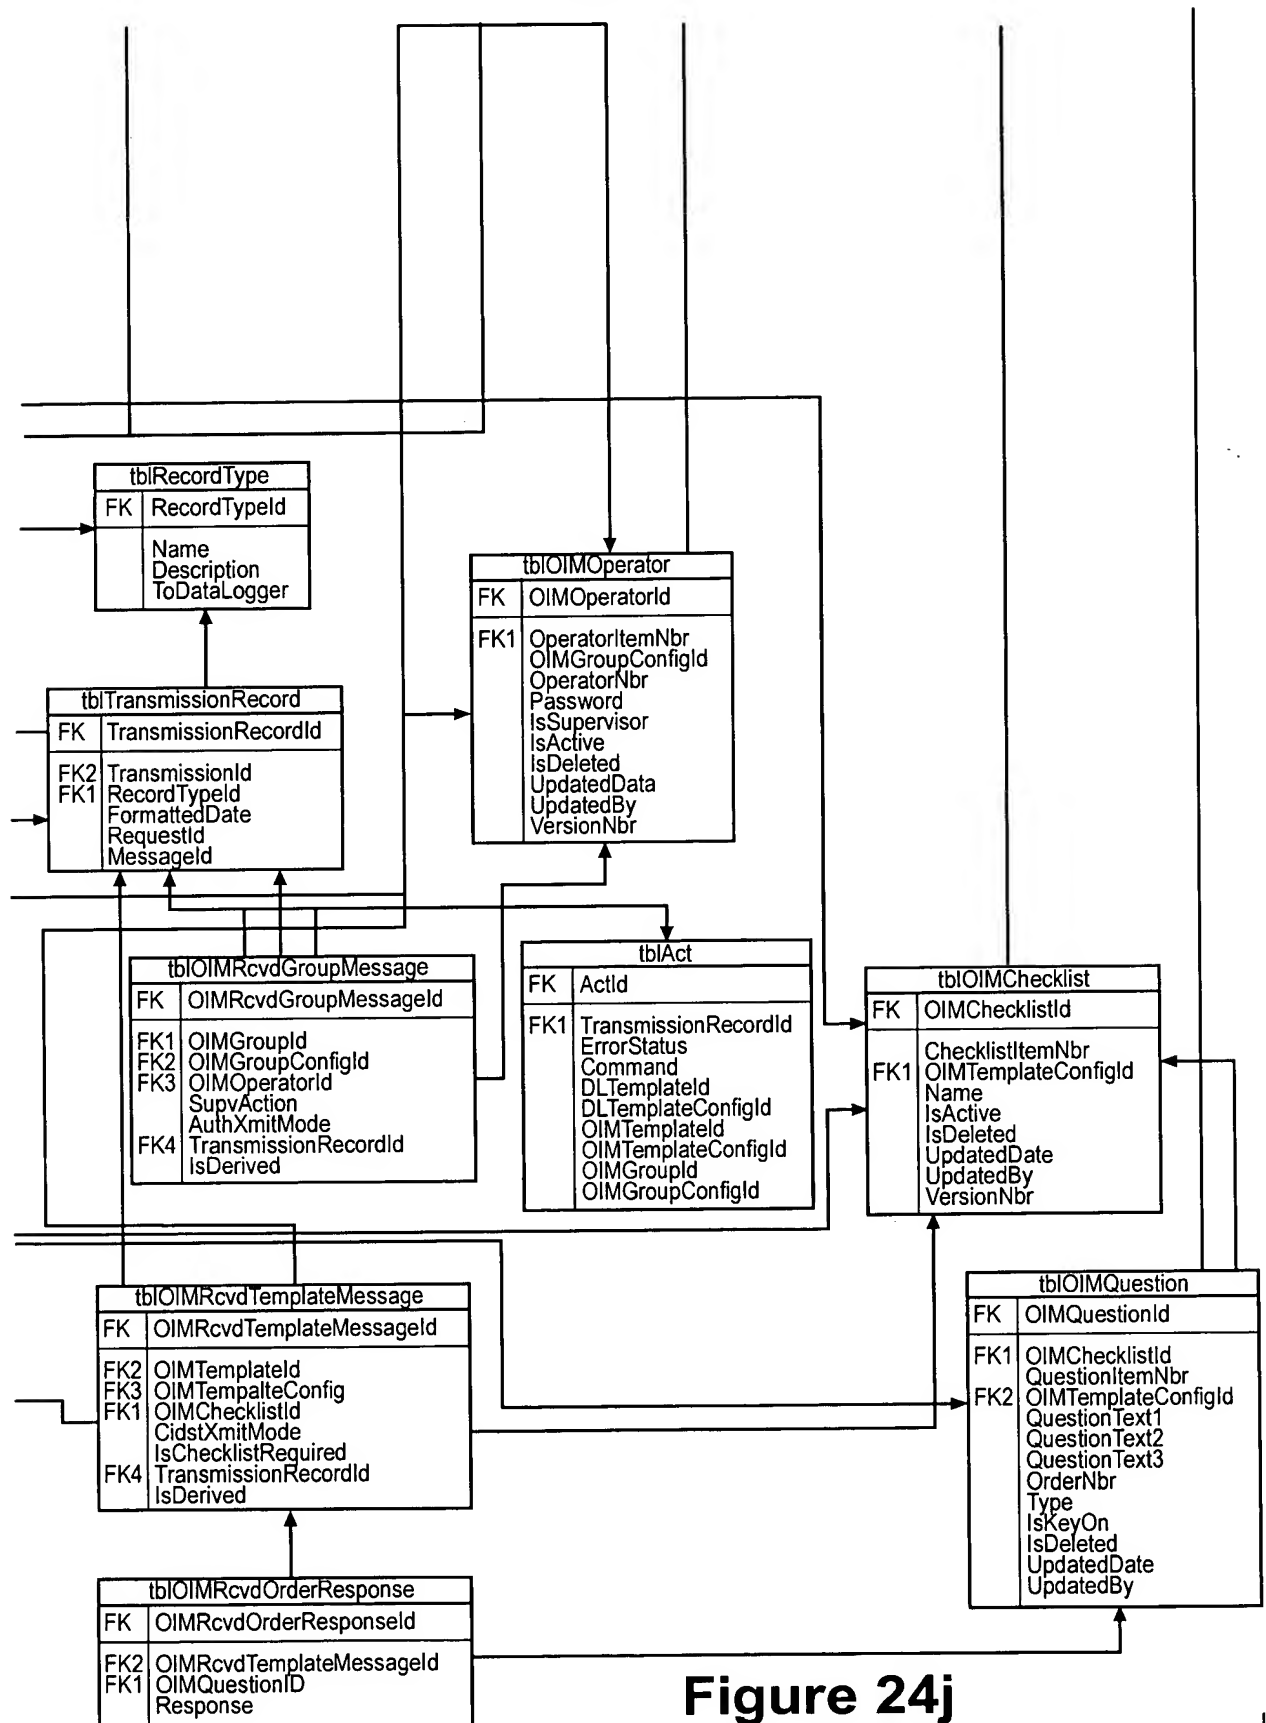 tblRecordType
FK RecordTypeId
Name
Description
ToDataLogger
tblOIMOperator
FK OIMOperatorId
FK1 OperatorItemNbr
OIMGroupConfigId
OperatorNbr
Password
IsSupervisor
IsActive
IsDeleted
UpdatedData
UpdatedBy
VersionNbr
tblTransmissionRecord
FK TransmissionRecordId
FK2 TransmissionId
FK1 RecordTypeId
FormattedDate
RequestId
MessageId
tblOIMRcvdGroupMessage
FK OIMRcvdGroupMessageId
FK1 OIMGroupId
FK2 OIMGroupConfigId
FK3 OIMOperatorId
SupvAction
AuthXmitMode
FK4 TransmissionRecordId
IsDerived
tblAct
FK ActId
FK1 TransmissionRecordId
ErrorStatus
Command
DLTemplateId
DLTemplateConfigId
OIMTemplateId
OIMTemplateConfigId
OIMGroupId
OIMGroupConfigId
tblOIMChecklist
FK OIMChecklistId
ChecklistItemNbr
FK1 OIMTemplateConfigId
Name
IsActive
IsDeleted
UpdatedDate
UpdatedBy
VersionNbr
tblOIMRcvdTemplateMessage
FK OIMRcvdTemplateMessageId
FK2 OIMTemplateId
FK3 OIMTempalteConfig
FK1 OIMChecklistId
CidstXmitMode
IsChecklistRequired
FK4 TransmissionRecordId
IsDerived
tblOIMQuestion
FK OIMQuestionId
FK1 OIMChecklistId
QuestionItemNbr
FK2 OIMTemplateConfigId
QuestionText1
QuestionText2
QuestionText3
OrderNbr
Type
IsKeyOn
IsDeleted
UpdatedDate
UpdatedBy
tblOIMRcvdOrderResponse
FK OIMRcvdOrderResponseId
FK2 OIMRcvdTemplateMessageId
FK1 OIMQuestionID
Response
Figure 24j